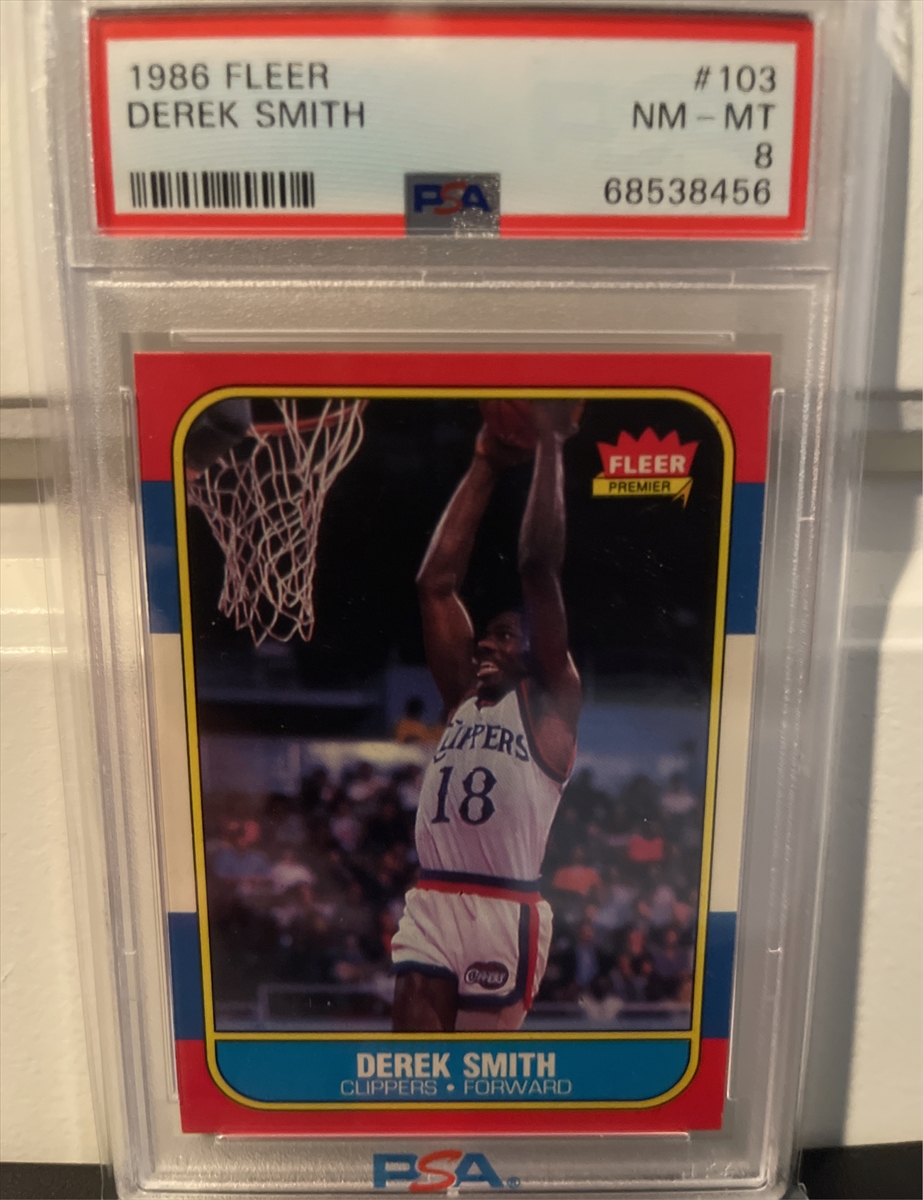 1986 FLEER #103
DEREK SMITH NM - MT
8
PSA 68538456
FLEER
PREMIER
CLIPPERS
18
CLIPPERS
DEREK SMITH
CLIPPERS • FORWARD
PSA®